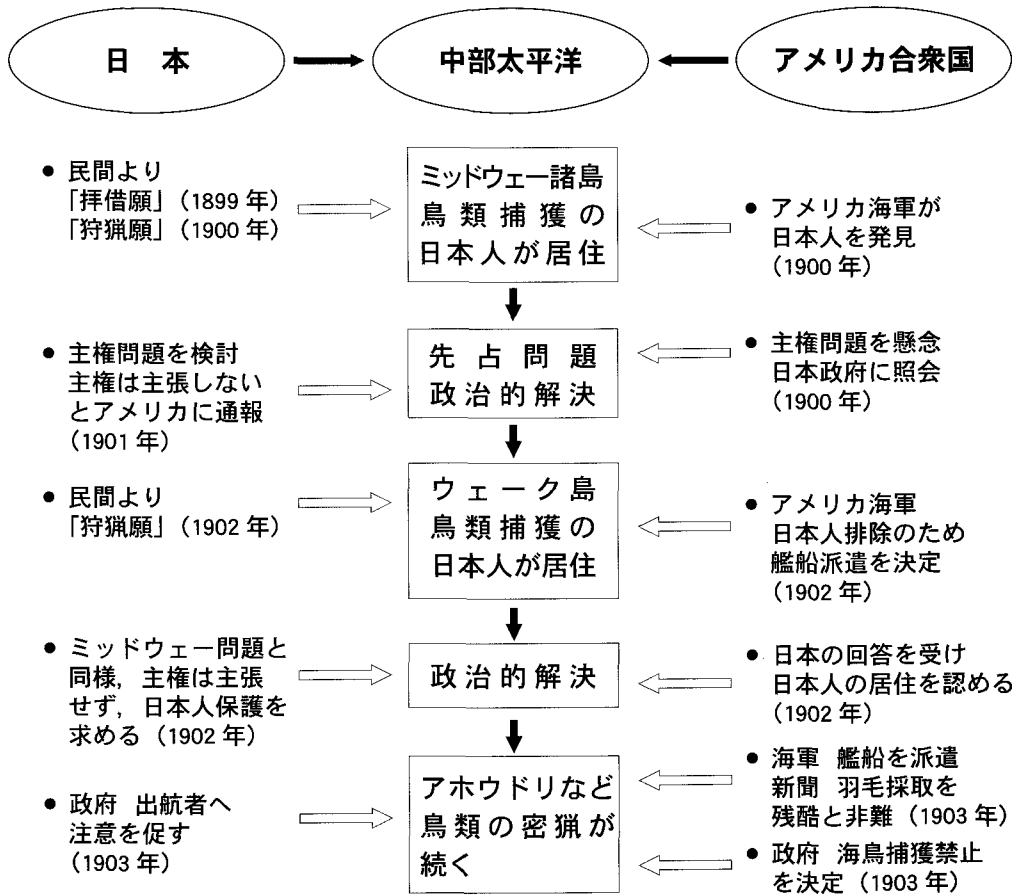 日本
中部太平洋
アメリカ合衆国
● 民間より
「拝借願」（1899 年）
「狩猟願」（1900 年）
ミッドウェー諸島
鳥類捕獲の
日本人が居住
● アメリカ海軍が
日本人を発見
（1900 年）
● 主権問題を検討
主権は主張しない
とアメリカに通報
（1901 年）
先占問題
政治的解決
● 主権問題を懸念
日本政府に照会
（1900 年）
● 民間より
「狩猟願」（1902 年）
ウェーク島
鳥類捕獲の
日本人が居住
● アメリカ海軍
日本人排除のため
艦船派遣を決定
（1902 年）
● ミッドウェー問題と
同様，主権は主張
せず，日本人保護を
求める（1902 年）
政治的解決
● 日本の回答を受け
日本人の居住を認める
（1902 年）
● 政府 出航者へ
注意を促す
（1903 年）
アホウドリなど
鳥類の密猟が
続く
● 海軍 艦船を派遣
新聞 羽毛採取を
残酷と非難（1903 年）
● 政府 海鳥捕獲禁止
を決定（1903 年）